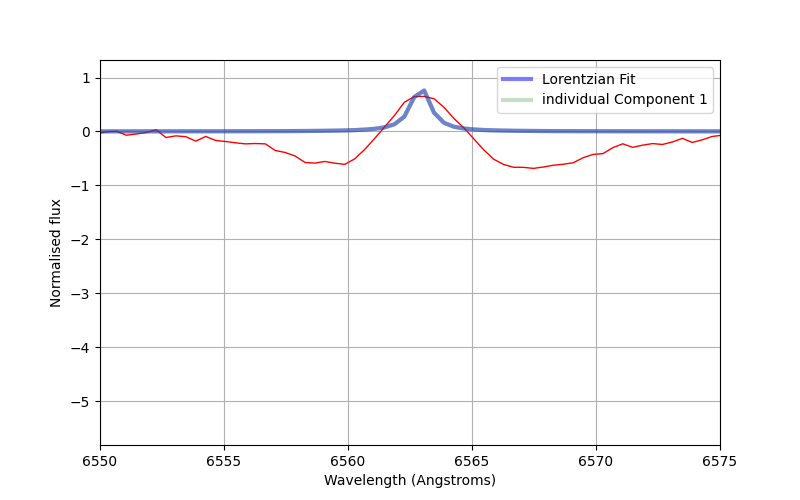 Lorentzian Fit
individual Component 1
1
0
−1
−2
−3
−4
−5
Normalised flux
6550 6555 6560 6565 6570 6575
Wavelength (Angstroms)